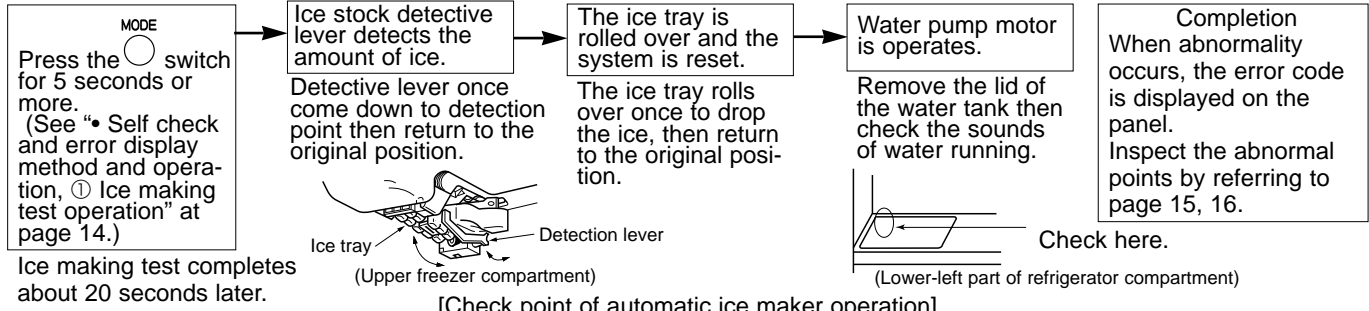 MODE
Press the switch
for 5 seconds or
more.
(See “• Self check
and error display
method and opera-
tion, ① Ice making
test operation” at
page 14.)
Ice making test completes
about 20 seconds later.
Ice stock detective
lever detects the
amount of ice.
Detective lever once
come down to detection
point then return to the
original position.
Ice tray
Detection lever
(Upper freezer compartment)
The ice tray is
rolled over and the
system is reset.
The ice tray rolls
over once to drop
the ice, then return
to the original posi-
tion.
Water pump motor
is operates.
Remove the lid of
the water tank then
check the sounds
of water running.
Check here.
(Lower-left part of refrigerator compartment)
Completion
When abnormality
occurs, the error code
is displayed on the
panel.
Inspect the abnormal
points by referring to
page 15, 16.
[Check point of automatic ice maker operation]